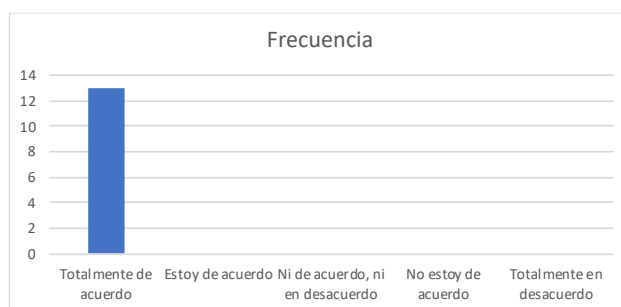 Frecuencia
14
12
10
8
6
4
2
0
Totalmente de
acuerdo
Estoy de acuerdo
Ni de acuerdo, ni
en desacuerdo
No estoy de
acuerdo
Totalmente en
desacuerdo